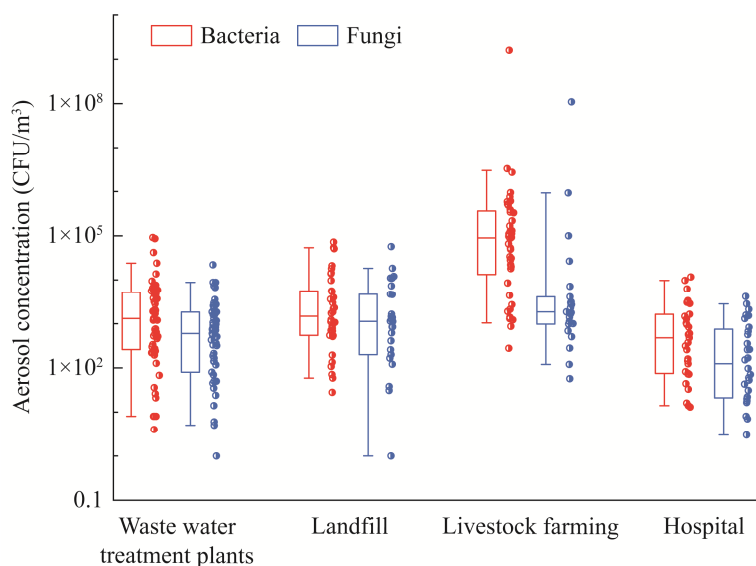 Bacteria Fungi
Aerosol concentration (CFU/m³)
1×10⁸
1×10⁵
1×10²
0.1
Waste water
treatment plants
Landfill
Livestock farming
Hospital